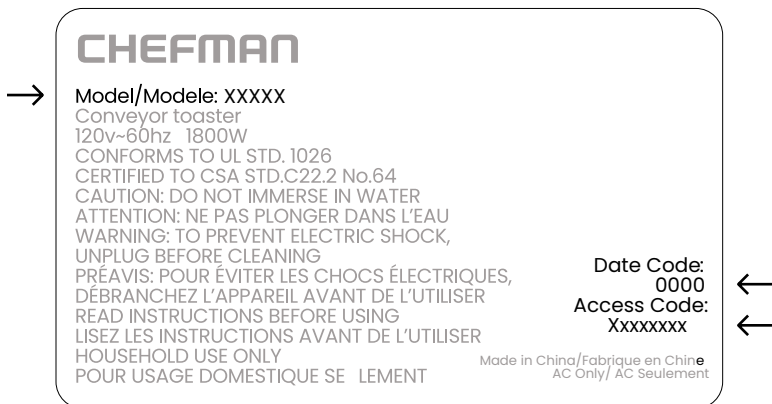 CHEFMAN
Model/Modele: XXXXX
Conveyor toaster
120v~60hz 1800W
CONFORMS TO UL STD. 1026
CERTIFIED TO CSA STD.C22.2 No.64
CAUTION: DO NOT IMMERSE IN WATER
ATTENTION: NE PAS PLONGER DANS L'EAU
WARNING: TO PREVENT ELECTRIC SHOCK,
UNPLUG BEFORE CLEANING
PRÉAVIS: POUR ÉVITER LES CHOCS ÉLECTRIQUES,
DÉBRANCHEZ L'APPAREIL AVANT DE L'UTILISER
READ INSTRUCTIONS BEFORE USING
LISEZ LES INSTRUCTIONS AVANT DE L'UTILISER
HOUSEHOLD USE ONLY
POUR USAGE DOMESTIQUE SE LEMENT
Date Code:
0000
Access Code:
Xxxxxxxx
Made in China/Fabrique en Chine
AC Only/ AC Seulement